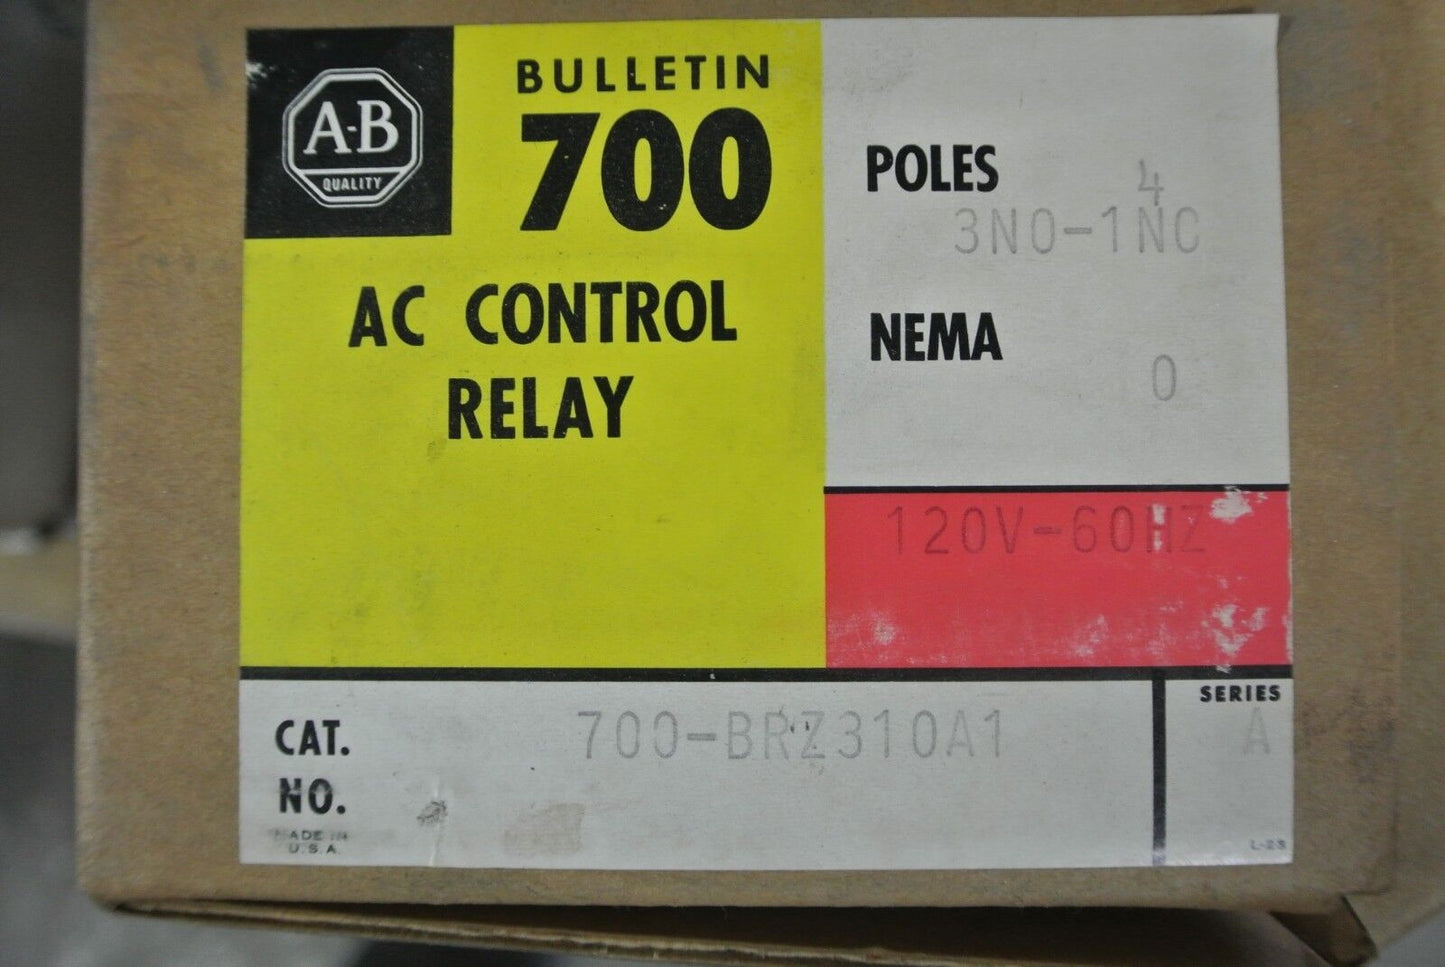 A-B
QUALITY
BULLETIN
700
AC CONTROL
RELAY
POLES 4
3NO-1NC
NEMA
0
120V-60HZ
CAT.
NO.
700-BRZ310A1
SERIES
A
MADE IN
U.S.A.
L-23